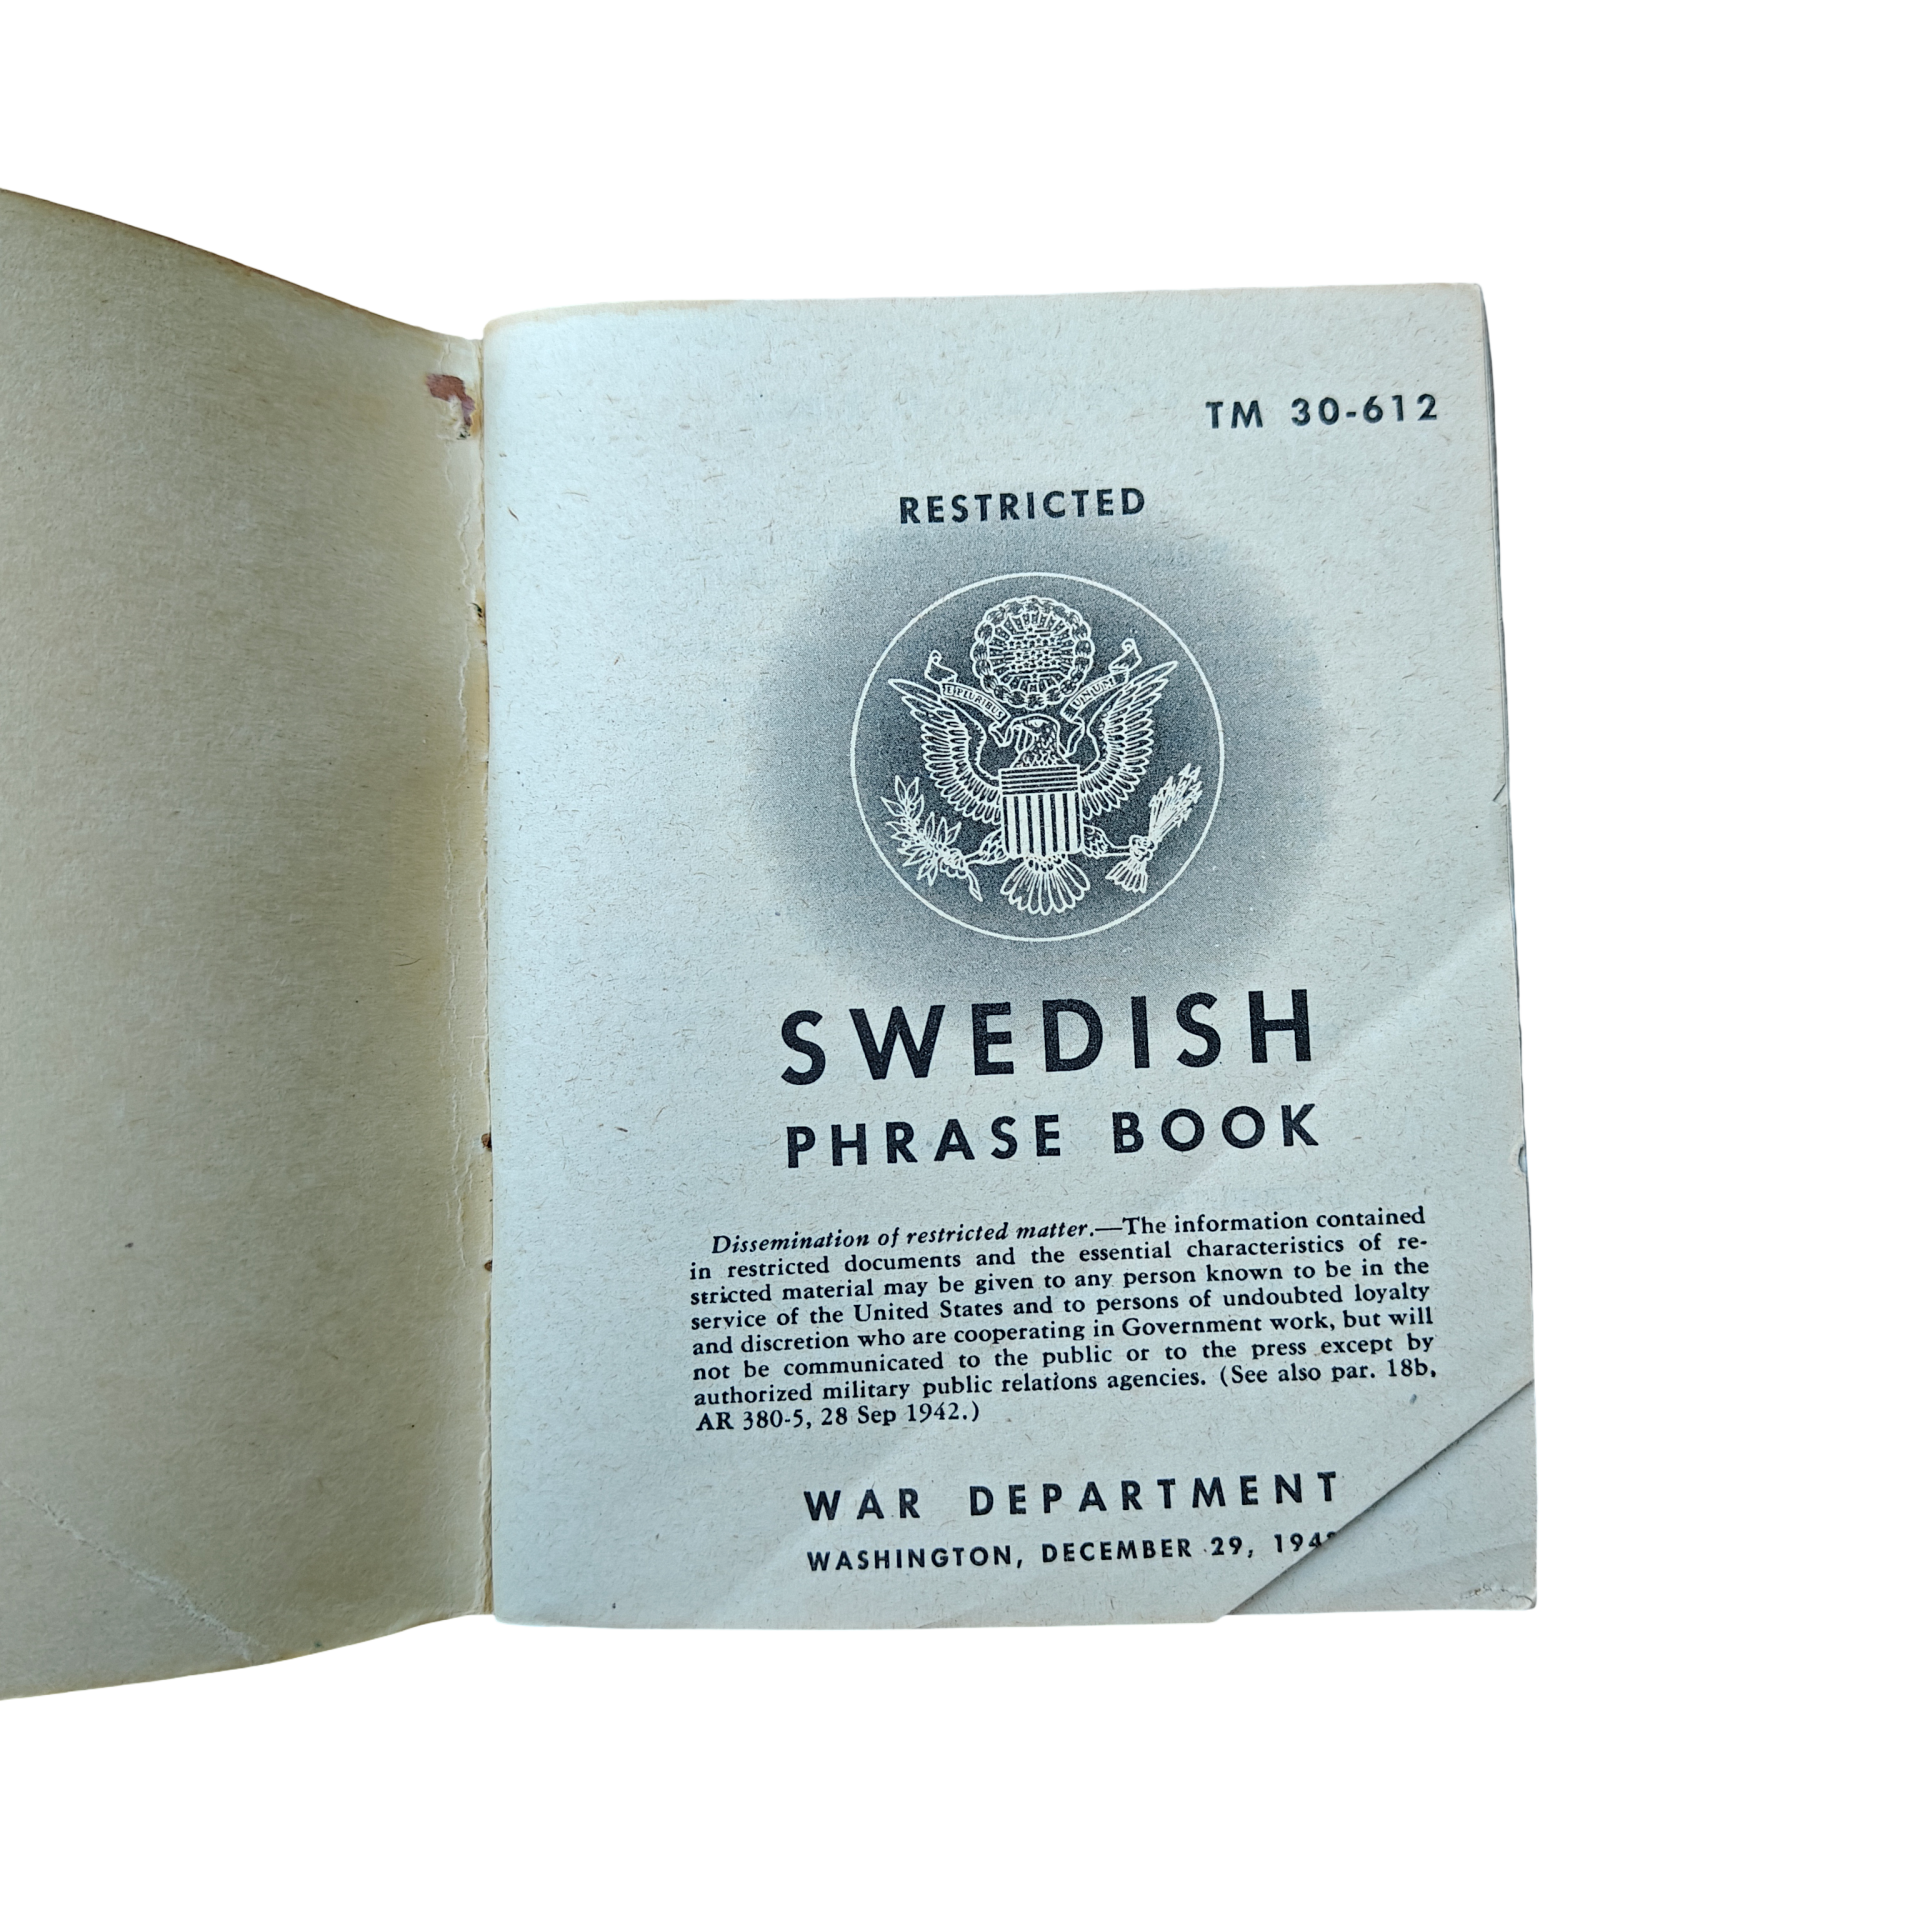 TM 30-612
RESTRICTED
E PLURIBUS UNUM
SWEDISH
PHRASE BOOK
Dissemination of restricted matter.—The information contained
in restricted documents and the essential characteristics of re-
stricted material may be given to any person known to be in the
service of the United States and to persons of undoubted loyalty
and discretion who are cooperating in Government work, but will
not be communicated to the public or to the press except by
authorized military public relations agencies. (See also par. 18b,
AR 380-5, 28 Sep 1942.)
WAR DEPARTMENT
WASHINGTON, DECEMBER 29,